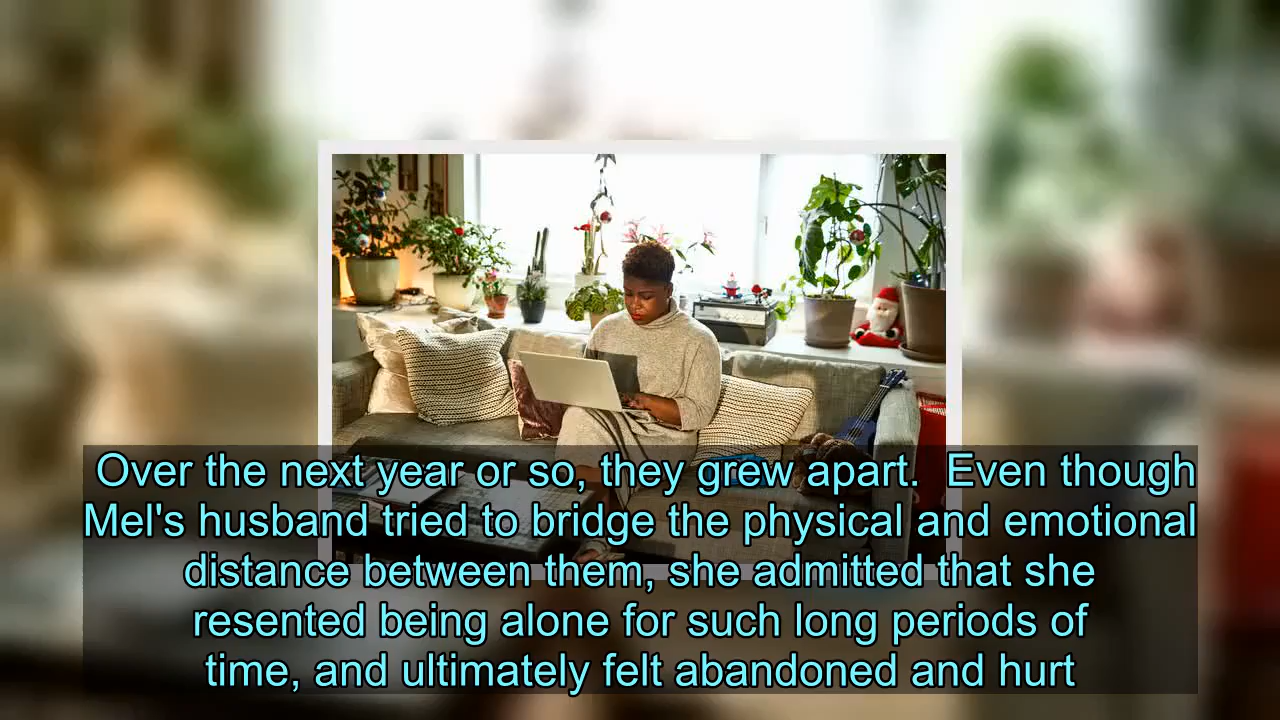 Over the next year or so, they grew apart.  Even though
Mel's husband tried to bridge the physical and emotional
distance between them, she admitted that she
resented being alone for such long periods of
time, and ultimately felt abandoned and hurt